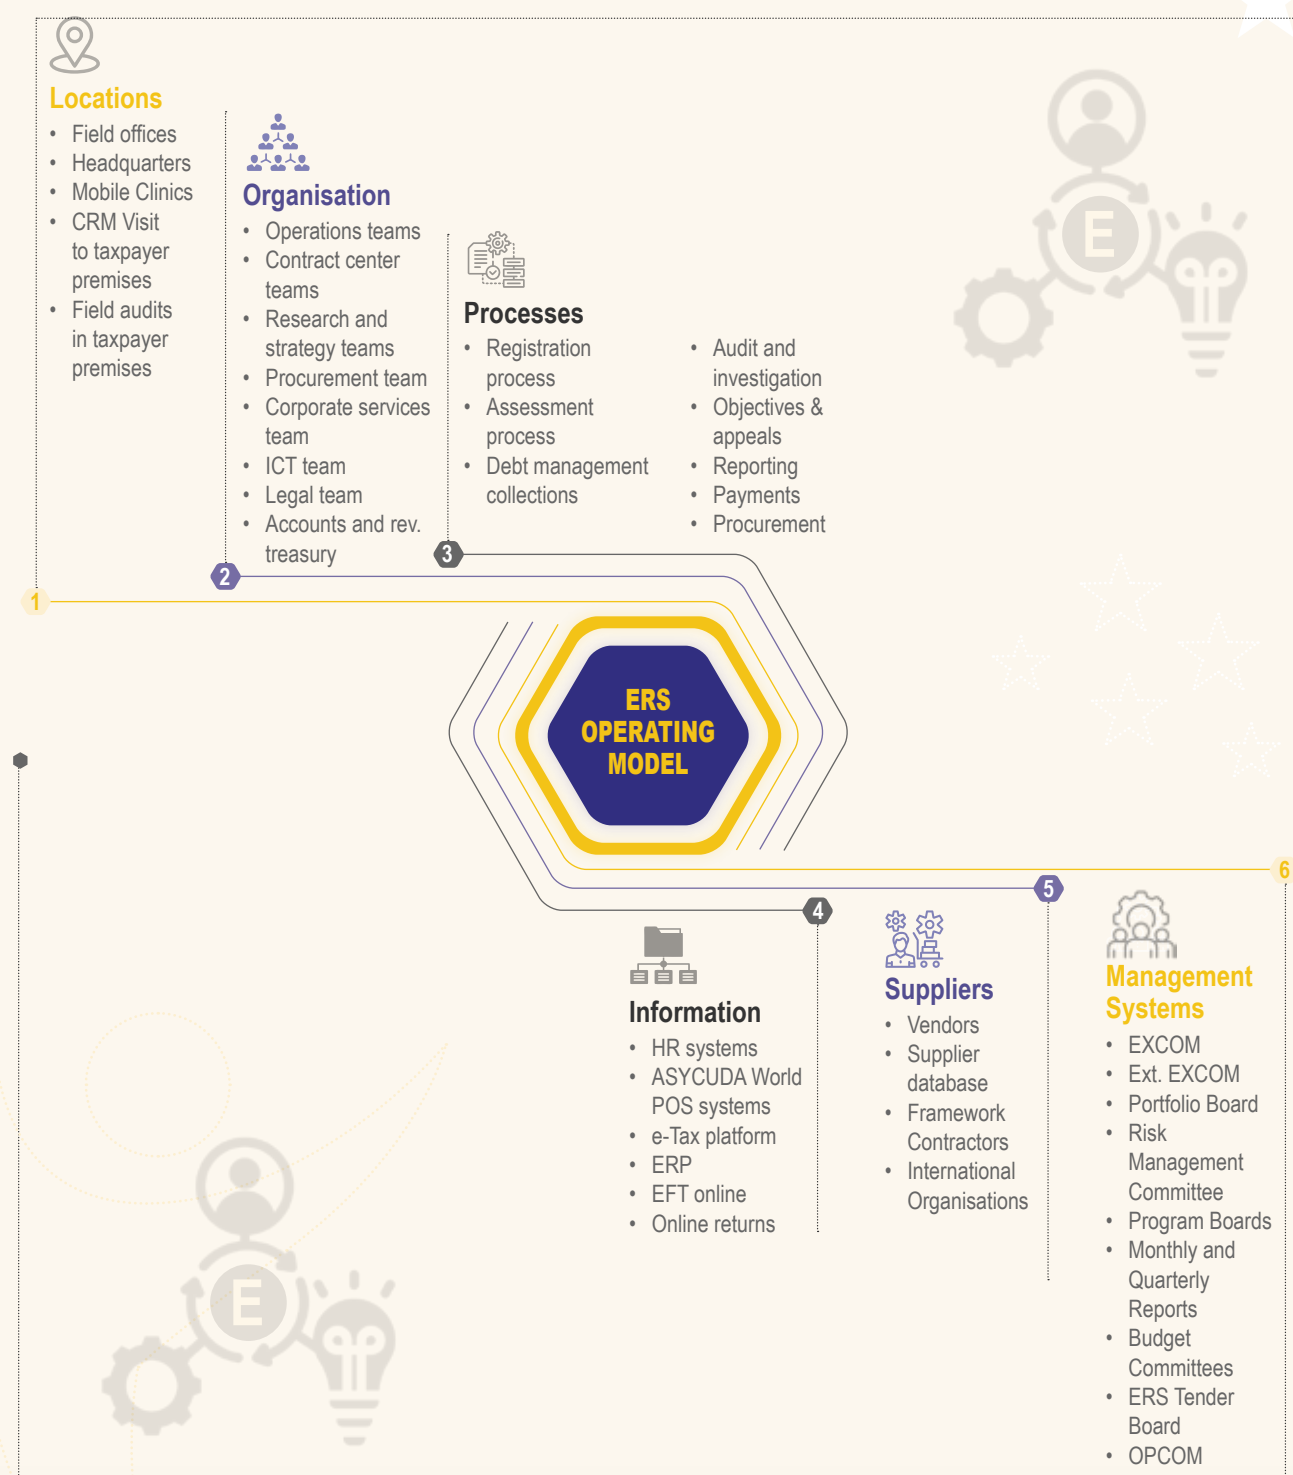 Locations
• Field offices
• Headquarters
• Mobile Clinics
• CRM Visit
to taxpayer
premises
• Field audits
in taxpayer
premises
Organisation
• Operations teams
• Contract center
teams
• Research and
strategy teams
• Procurement team
• Corporate services
team
• ICT team
• Legal team
• Accounts and rev.
treasury
Processes
• Registration
process
• Assessment
process
• Debt management
collections
• Audit and
investigation
• Objectives &
appeals
• Reporting
• Payments
• Procurement
E
3
2
1
ERS
OPERATING
MODEL
6
5
4
Information
• HR systems
• ASYCUDA World
POS systems
• e-Tax platform
• ERP
• EFT online
• Online returns
Suppliers
• Vendors
• Supplier
database
• Framework
Contractors
• International
Organisations
Management
Systems
• EXCOM
• Ext. EXCOM
• Portfolio Board
• Risk
Management
Committee
• Program Boards
• Monthly and
Quarterly
Reports
• Budget
Committees
• ERS Tender
Board
• OPCOM
E